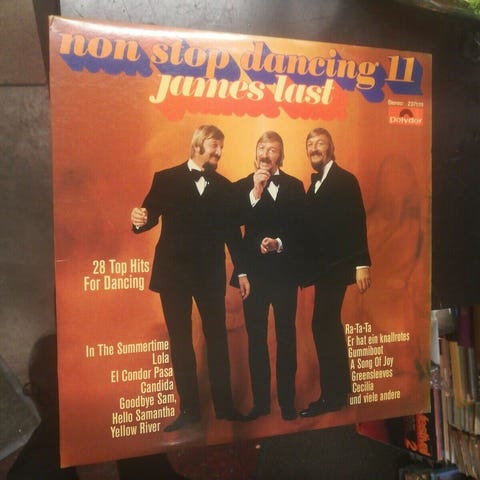 non stop dancing 11
james last
Stereo 2371111
Polydor
28 Top Hits
For Dancing
In The Summertime
Lola
El Condor Pasa
Candida
Goodbye Sam,
Hello Samantha
Yellow River
Ra-Ta-Ta
Er hat ein knallrotes
Gummiboot
A Song Of Joy
Greensleeves
Cecilia
und viele andere